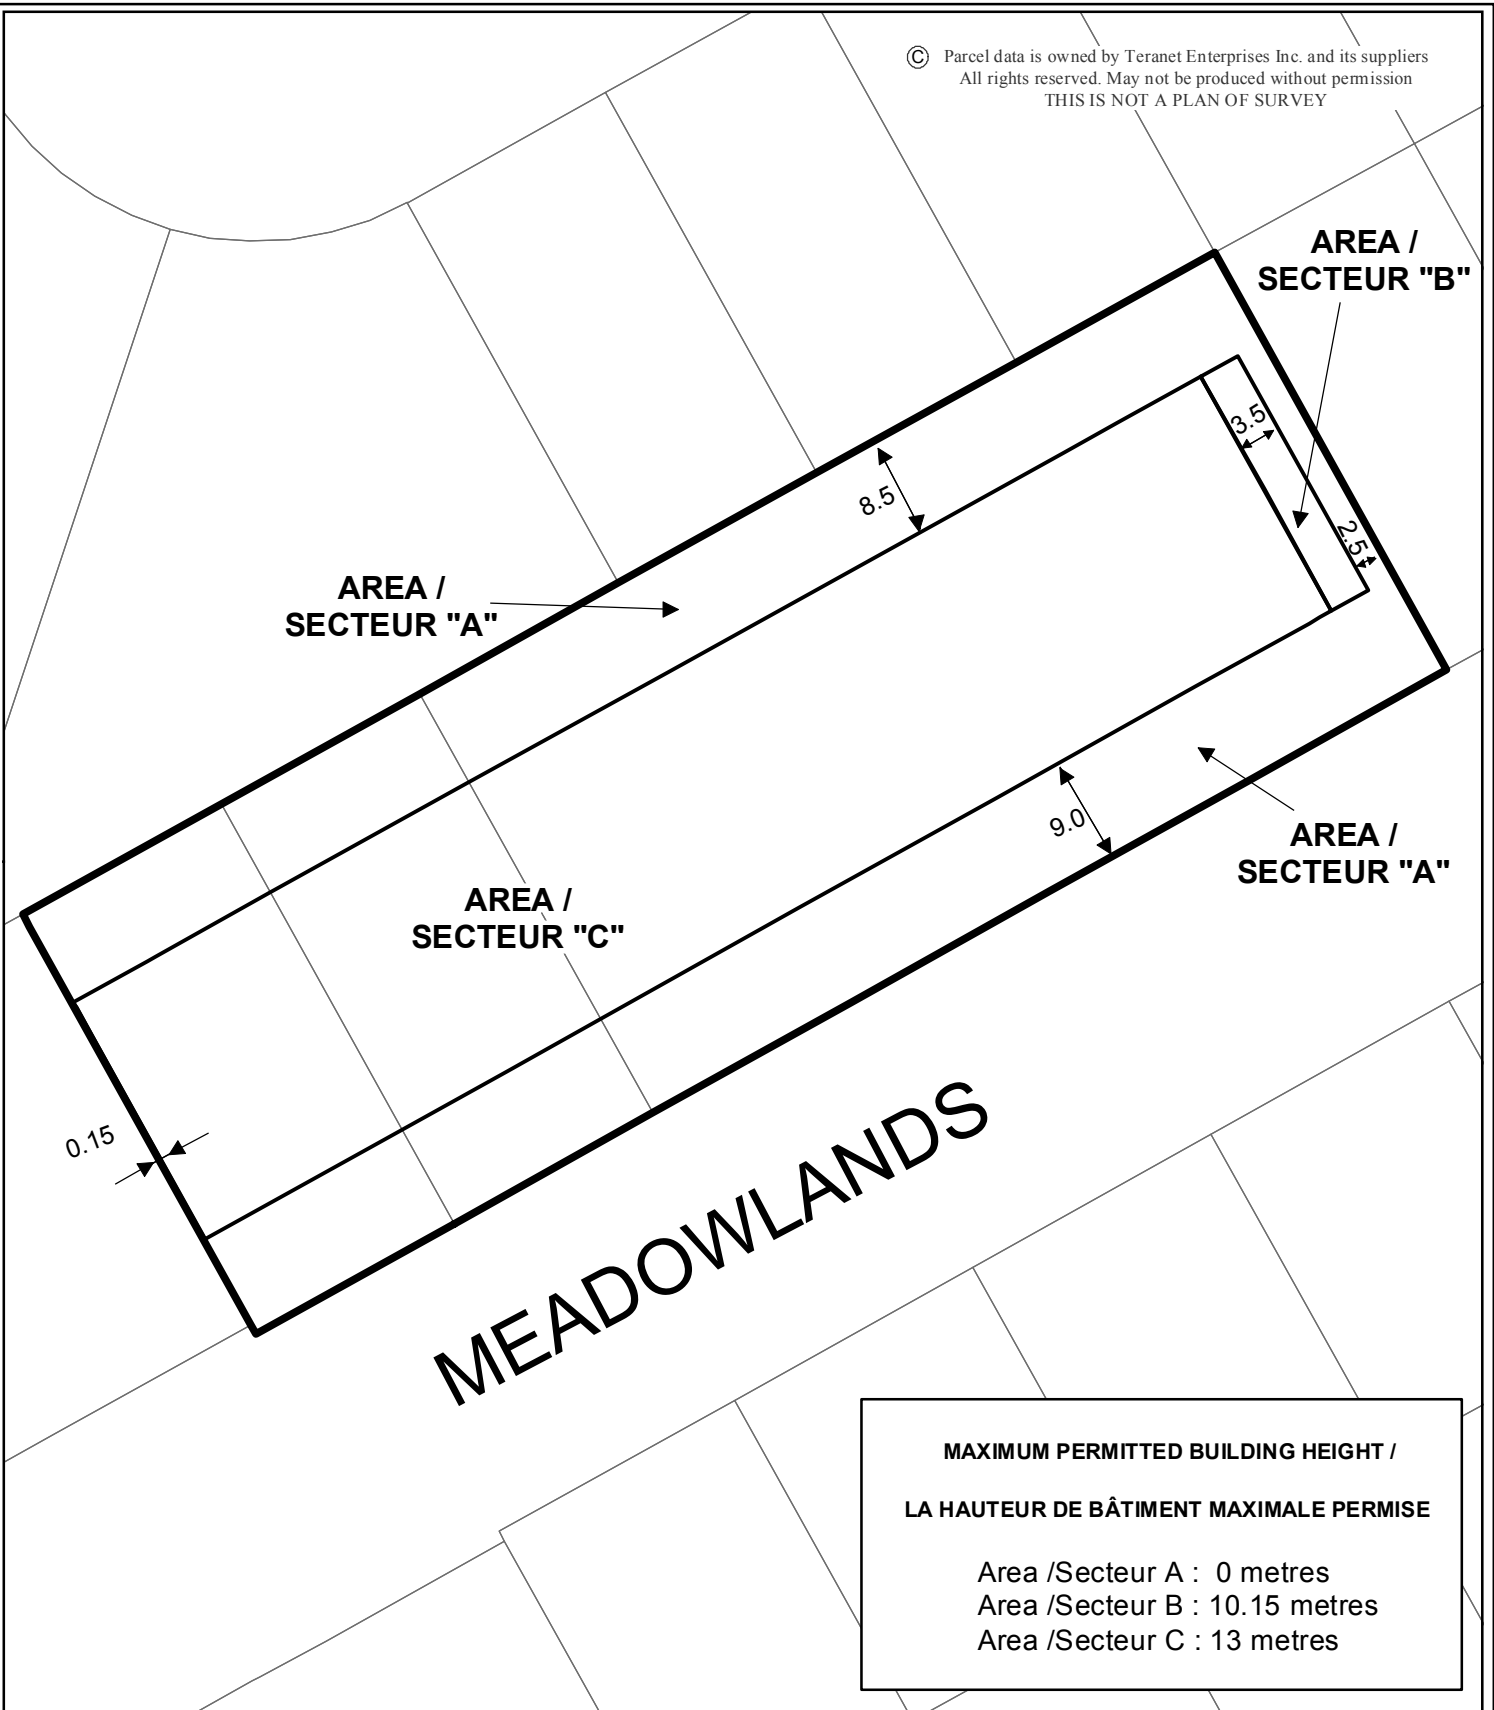 © Parcel data is owned by Teranet Enterprises Inc. and its suppliers
All rights reserved. May not be produced without permission
THIS IS NOT A PLAN OF SURVEY
AREA /
SECTEUR "B"
3.5
8.5
2.5
AREA /
SECTEUR "A"
9.0
AREA /
SECTEUR "A"
AREA /
SECTEUR "C"
0.15
MEADOWLANDS
MAXIMUM PERMITTED BUILDING HEIGHT /
LA HAUTEUR DE BÂTIMENT MAXIMALE PERMISE
Area /Secteur A : 0 metres
Area /Secteur B : 10.15 metres
Area /Secteur C : 13 metres